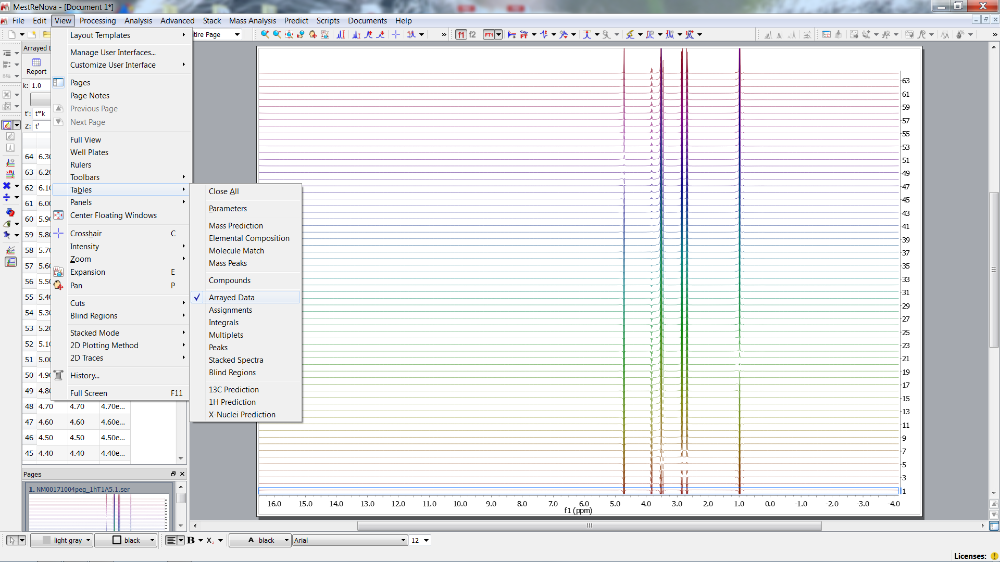 MestReNova - [Document 1*]
File Edit View Processing Analysis Advanced Stack Mass Analysis Predict Scripts Documents Help
tire Page
f1 f2 FT1 FT
Arrayed D
Report
k: 1.0
t': t*k
Z: t'
Layout Templates
Manage User Interfaces...
Customize User Interface
Pages
Page Notes
Previous Page
Next Page
Full View
Well Plates
Rulers
Toolbars
Tables
Panels
Center Floating Windows
Crosshair C
Intensity
Zoom
Expansion E
Pan P
Cuts
Blind Regions
Stacked Mode
2D Plotting Method
2D Traces
History...
Full Screen F11
Close All
Parameters
Mass Prediction
Elemental Composition
Molecule Match
Mass Peaks
Compounds
Arrayed Data
Assignments
Integrals
Multiplets
Peaks
Stacked Spectra
Blind Regions
13C Prediction
1H Prediction
X-Nuclei Prediction
64 6.30
63 6.20
62 6.10
61 6.00
60 5.90
59 5.80
58 5.70
57 5.60
56 5.50
55 5.40
54 5.30
53 5.20
52 5.10
51 5.00
50 4.90
49 4.80
48 4.70 4.70 4.70e...
47 4.60 4.60 4.60e...
46 4.50 4.50 4.50e...
45 4.40 4.40 4.40e...
63
61
59
57
55
53
51
49
47
45
43
41
39
37
35
33
31
29
27
25
23
21
19
17
15
13
11
9
7
5
3
1
16.0 15.0 14.0 13.0 12.0 11.0 10.0 9.0 8.0 7.0 6.0 5.0 4.0 3.0 2.0 1.0 0.0 -1.0 -2.0 -3.0 -4.0
f1 (ppm)
Pages
1. NM00171004peg_1hT1A5.1.ser
light gray black B X2 A black Arial 12
Licenses: